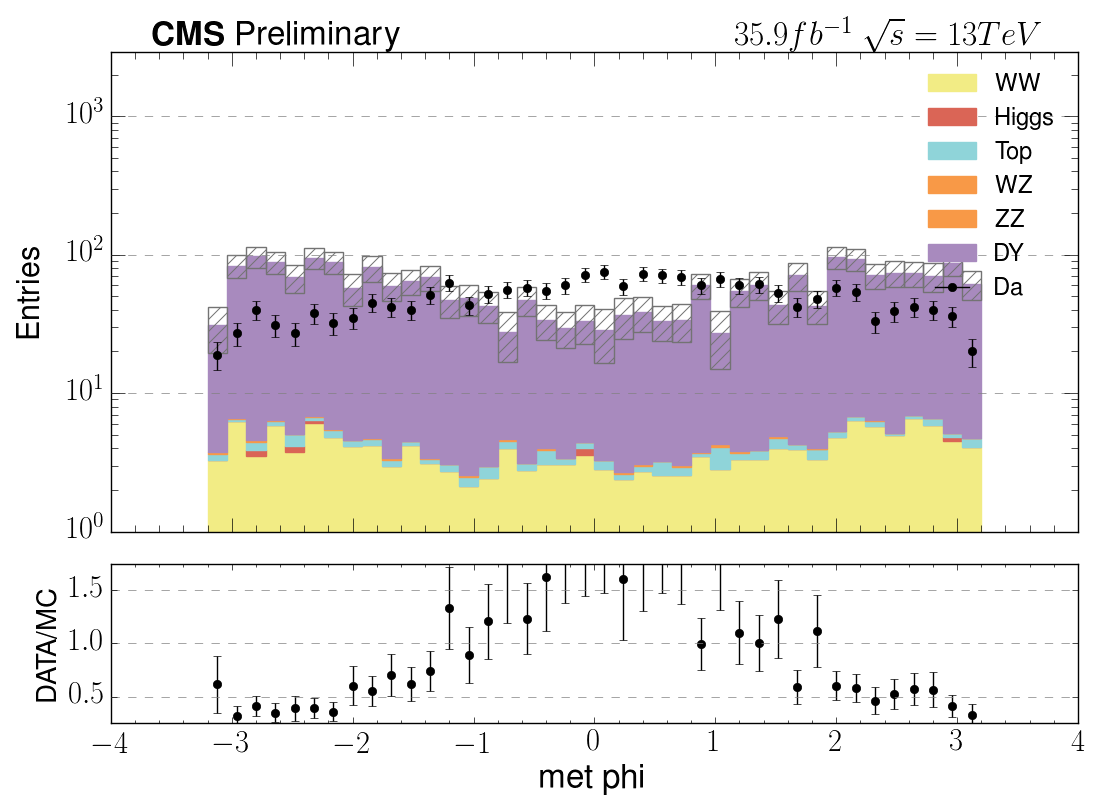 CMS Preliminary 35.9fb⁻¹ √s = 13TeV
Entries
10³
10²
10¹
10⁰
WW
Higgs
Top
WZ
ZZ
DY
Da
DATA/MC
1.5
1.0
0.5
−4 −3 −2 −1 0 1 2 3 4
met phi